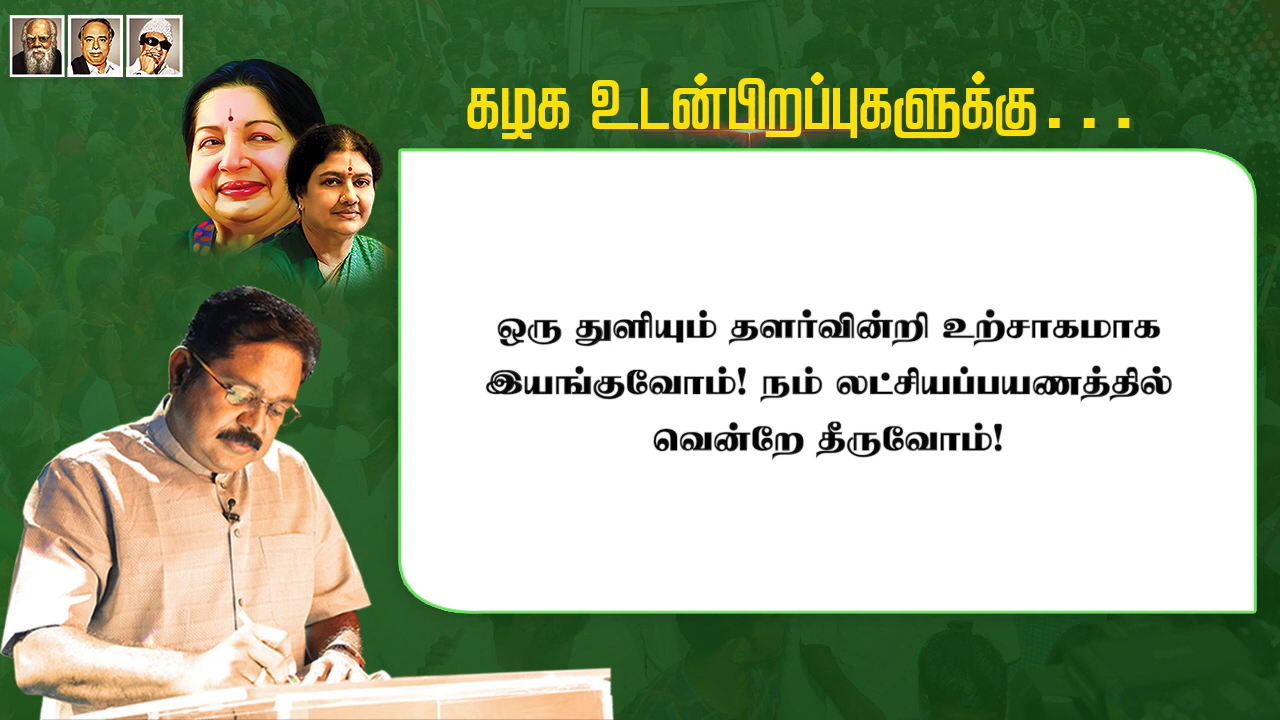 கழக உடன்பிறப்புகளுக்கு...
ஒரு துளியும் தளர்வின்றி உற்சாகமாக
இயங்குவோம்! நம் லட்சியப்பயணத்தில்
வென்றே தீருவோம்!